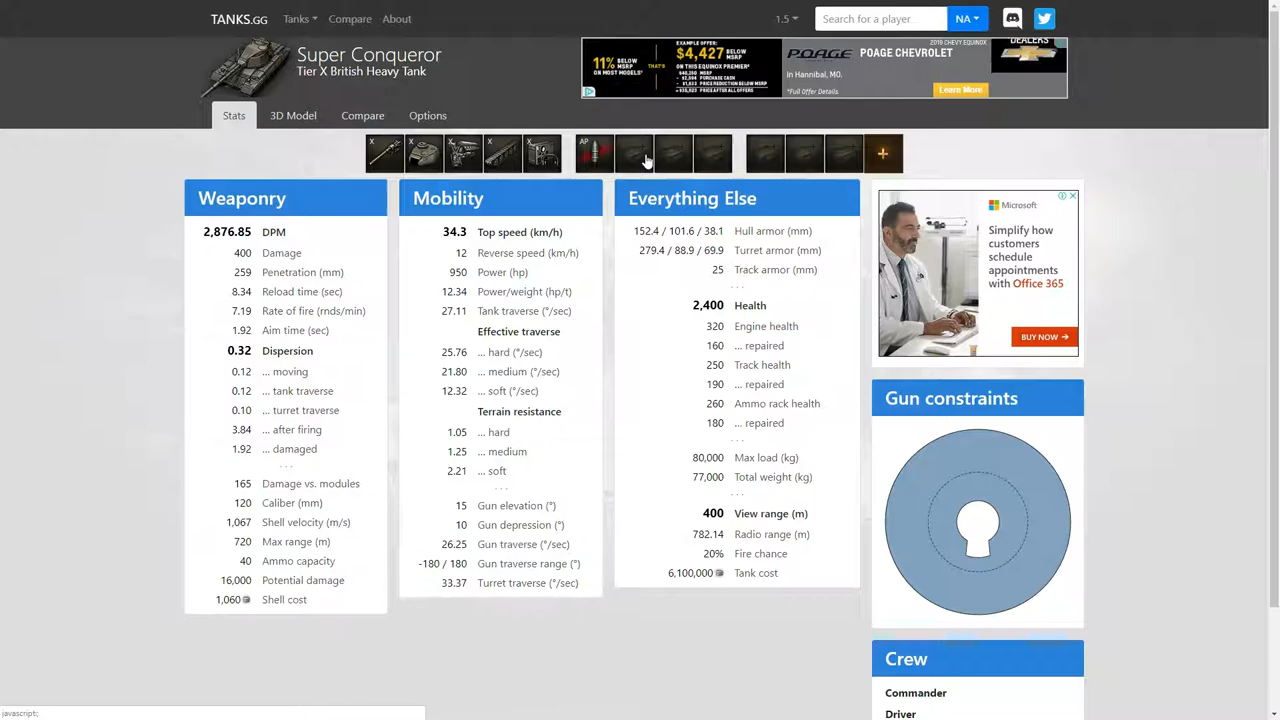 TANKS.GG
Tanks
Compare
About
1.5
Search for a player...
NA
Super Conqueror
Tier X British Heavy Tank
11% BELOW MSRP
ON MOST MODELS*
THAT'S
EXAMPLE OFFER:
$4,427 BELOW MSRP
ON THIS EQUINOX PREMIER*
POAGE CHEVROLET
in Hannibal, MO.
*Full Offer Details.
2019 CHEVY EQUINOX
Learn More
DEALERS
CHEVROLET
Stats
3D Model
Compare
Options
X
X
X
X
X
AP
+
Weaponry
2,876.85 DPM
400 Damage
259 Penetration (mm)
8.34 Reload time (sec)
7.19 Rate of fire (rnds/min)
1.92 Aim time (sec)
0.32 Dispersion
0.12 ... moving
0.12 ... tank traverse
0.10 ... turret traverse
3.84 ... after firing
1.92 ... damaged
...
165 Damage vs. modules
120 Caliber (mm)
1,067 Shell velocity (m/s)
720 Max range (m)
40 Ammo capacity
16,000 Potential damage
1,060 Shell cost
Mobility
34.3 Top speed (km/h)
12 Reverse speed (km/h)
950 Power (hp)
12.34 Power/weight (hp/t)
27.11 Tank traverse (°/sec)
Effective traverse
25.76 ... hard (°/sec)
21.80 ... medium (°/sec)
12.32 ... soft (°/sec)
Terrain resistance
1.05 ... hard
1.25 ... medium
2.21 ... soft
...
15 Gun elevation (°)
10 Gun depression (°)
26.25 Gun traverse (°/sec)
-180 / 180 Gun traverse range (°)
33.37 Turret traverse (°/sec)
Everything Else
152.4 / 101.6 / 38.1 Hull armor (mm)
279.4 / 88.9 / 69.9 Turret armor (mm)
25 Track armor (mm)
...
2,400 Health
320 Engine health
160 ... repaired
250 Track health
190 ... repaired
260 Ammo rack health
180 ... repaired
...
80,000 Max load (kg)
77,000 Total weight (kg)
...
400 View range (m)
782.14 Radio range (m)
20% Fire chance
6,100,000 Tank cost
Microsoft
Simplify how
customers
schedule
appointments
with Office 365
BUY NOW →
Gun constraints
Crew
Commander
Driver
javascript:;